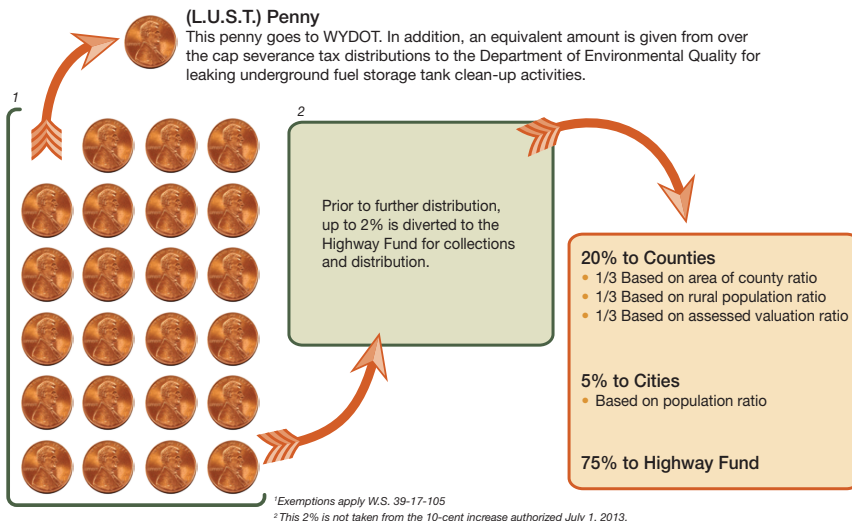 (L.U.S.T.) Penny
This penny goes to WYDOT. In addition, an equivalent amount is given from over
the cap severance tax distributions to the Department of Environmental Quality for
leaking underground fuel storage tank clean-up activities.
1
2
Prior to further distribution,
up to 2% is diverted to the
Highway Fund for collections
and distribution.
20% to Counties
• 1/3 Based on area of county ratio
• 1/3 Based on rural population ratio
• 1/3 Based on assessed valuation ratio
5% to Cities
• Based on population ratio
75% to Highway Fund
1Exemptions apply W.S. 39-17-105
2 This 2% is not taken from the 10-cent increase authorized July 1, 2013.